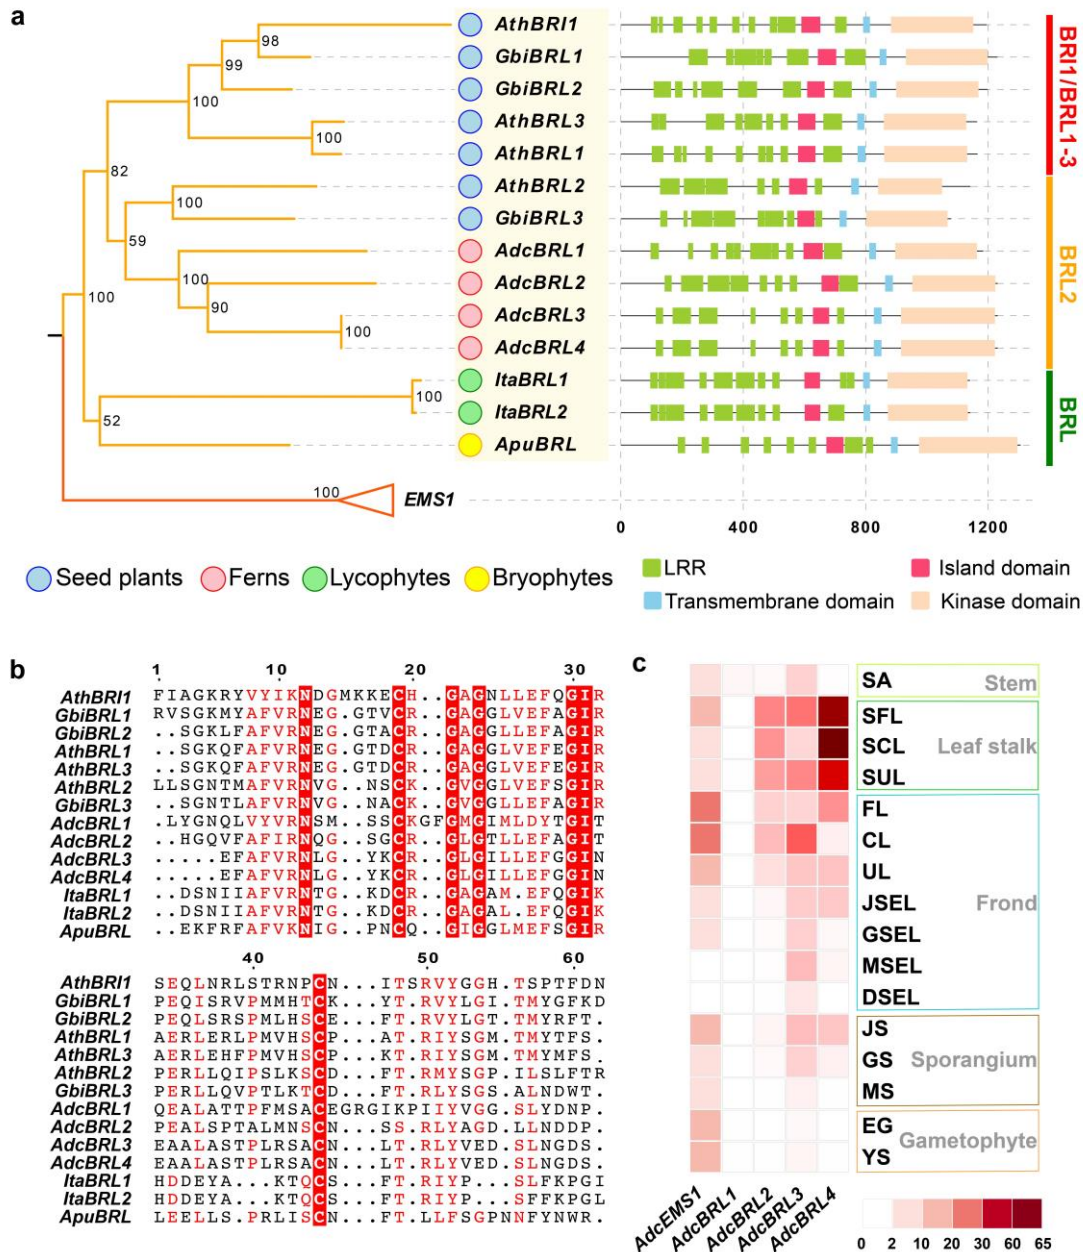 a
AthBRI1
GbiBRL1
GbiBRL2
AthBRL3
AthBRL1
AthBRL2
GbiBRL3
AdcBRL1
AdcBRL2
AdcBRL3
AdcBRL4
ItaBRL1
ItaBRL2
ApuBRL
EMS1
98
99
100
100
82
100
59
100
90
100
100
100
52
100
BRI1/BRL1-3
BRL2
BRL
0 400 800 1200
Seed plants Ferns Lycophytes Bryophytes
LRR Island domain
Transmembrane domain Kinase domain
b
1 10 20 30
AthBRI1 FIAGKRYVYIKNDGMKKECH..GAGNLLEFQGIR
GbiBRL1 RVSGKMYAFVRNEG.GTVCR..GAGGLVEFAGIR
GbiBRL2 ..SGKLFAFVRNEG.GTACR..GAGGLVEFAGIR
AthBRL1 ..SGKQFAFVRNEG.GTDCR..GAGGLVEFEGIR
AthBRL3 ..SGKQFAFVRNEG.GTDCR..GAGGLVEFEGIR
AthBRL2 LLSGNTMAFVRNVG..NSCK..GVGGLLEFSGIR
GbiBRL3 ..SGNTLAFVRNVG..NACK..GVGGLLEFAGIR
AdcBRL1 .LYGNQLVYVRNSM..SSCKGFGMGIMLDYTGIT
AdcBRL2 ..HGQVFAFIRNQG..SGCR..GLGTLLEFAGIT
AdcBRL3 .....EFAFVRNLG..YKCR..GLGILLEFGGIN
AdcBRL4 .....EFAFVRNLG..YKCR..GLGILLEFAGIN
ItaBRL1 ..DSNIIAFVRNTG..KDCR..GAGAM.EFQGIK
ItaBRL2 ..DSNIIAFVRNTG..KDCR..GAGAL.EFQGIK
ApuBRL ..EKFRFAFVKNIG..PNCQ..GIGGLMEFSGIR
40 50 60
AthBRI1 SEQLNRLSTRNPCN...ITSRVYGGH.TSPTFDN
GbiBRL1 PEQISRVPMMHTCK...YT.RVYLGI.TMYGFKD
GbiBRL2 PEQLSRLPMLHSCE...FT.RVYLGT.TMYRFT.
AthBRL1 AERLERLPMVHSCP...AT.RIYSGM.TMYTFS.
AthBRL3 AERLEHFPMVHSCP...KT.RIYSGM.TMYMFS.
AthBRL2 PERLLQIPSLKSCD...FT.RMYSGP.ILSLFTR
GbiBRL3 PERLLQVPTLKTCD...FT.RLYSGS.ALNDWT.
AdcBRL1 QEALATTPFMSACEGRGIKPIIYVGG.SLYDNP.
AdcBRL2 PEALSPTALMNSCN...SS.RLYAGD.LLNDDP.
AdcBRL3 EAALASTPLRSACN...LT.RLYVED.SLNGDS.
AdcBRL4 EAALASTPLRSACN...LT.RLYVED.SLNGDS.
ItaBRL1 HDDEYA...KTQCS...FT.RIYP...SLFKPGI
ItaBRL2 HDDEYA...KTQCS...FT.RIYP...SFFKPGL
ApuBRL LEELLS.PRLISCN...FT.LLFSGPNNFYNWR.
c
SA
SFL
SCL
SUL
FL
CL
UL
JSEL
GSEL
MSEL
DSEL
JS
GS
MS
EG
YS
Stem
Leaf stalk
Frond
Sporangium
Gametophyte
AdcEMS1
AdcBRL1
AdcBRL2
AdcBRL3
AdcBRL4
0 2 10 20 30 60 65